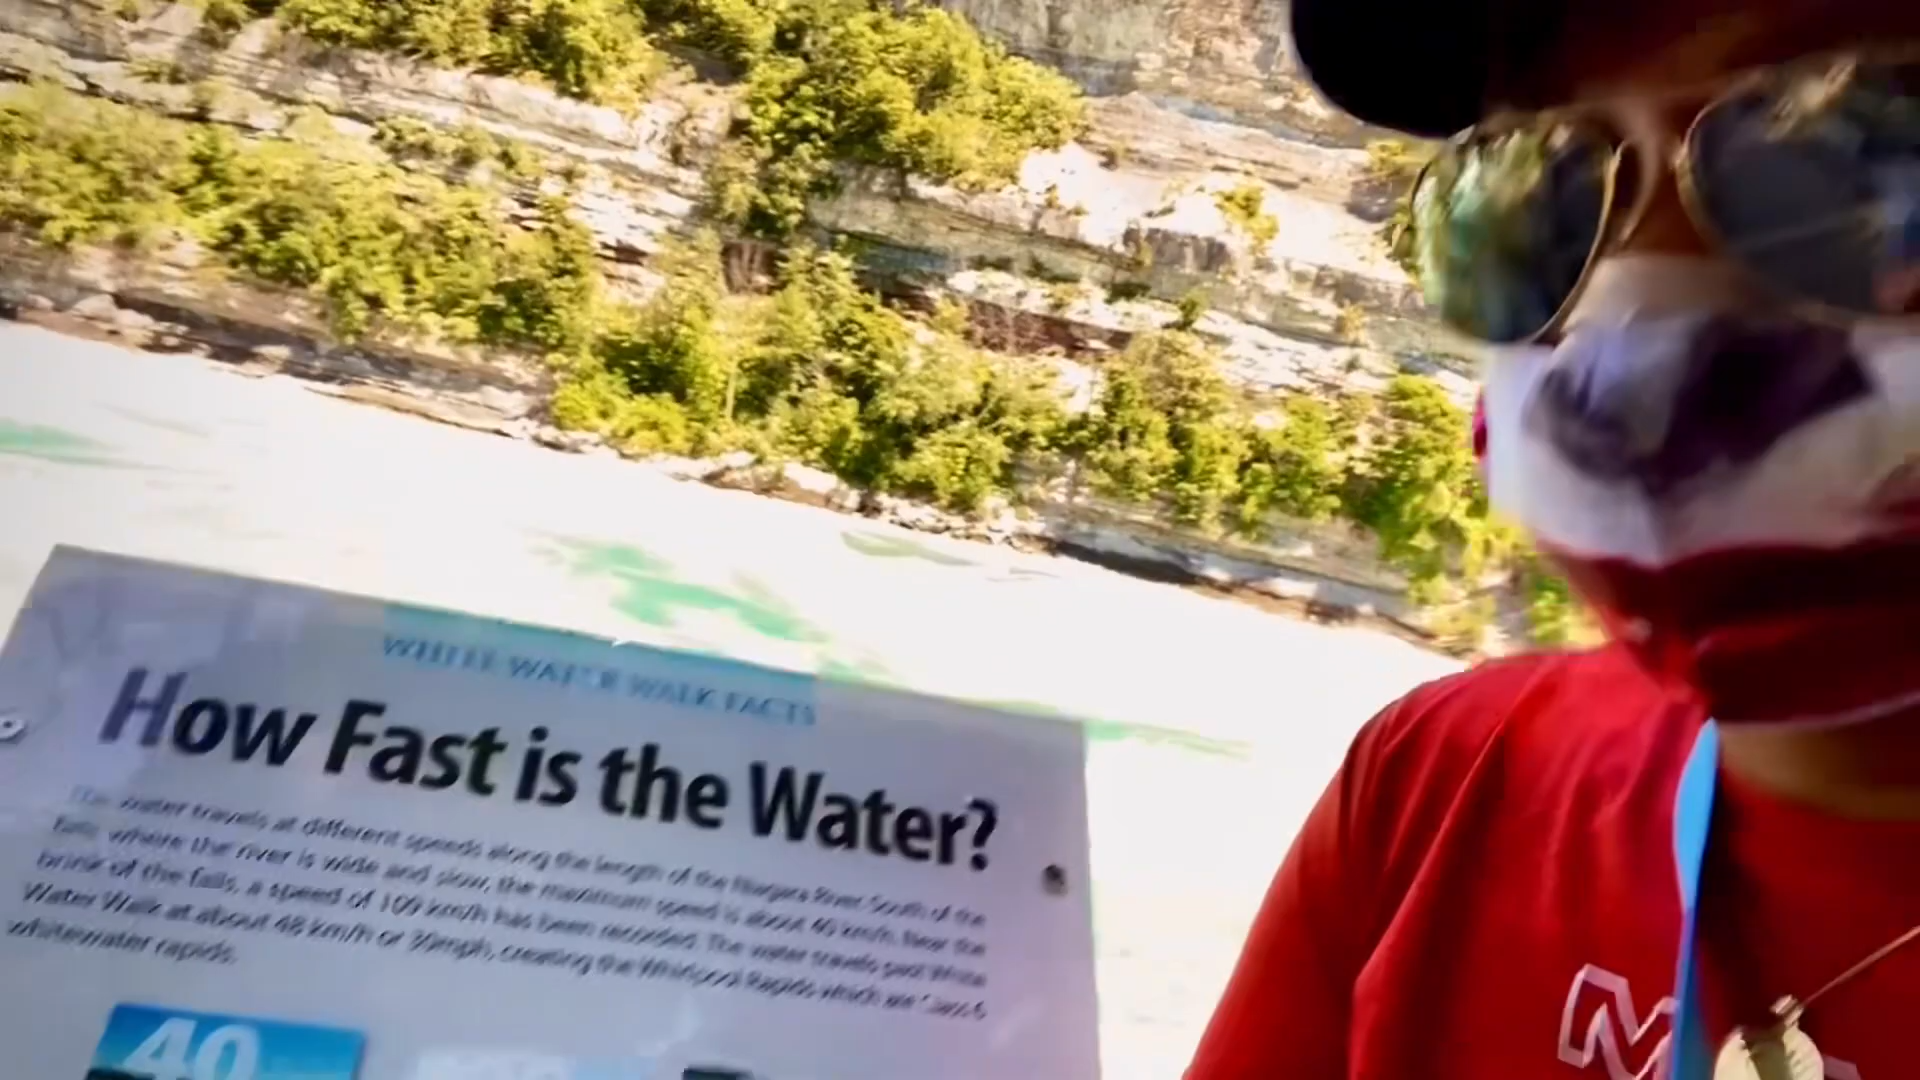 WHITE WATER WALK FACTS
How Fast is the Water?
The water travels at different speeds along the length of the Niagara River. South of the
falls, where the river is wide and slow, the maximum speed is about 40 km/h. Near the
brink of the falls, a speed of 109 km/h has been recorded. The water travels past White
Water Walk at about 48 km/h or 30mph, creating the Whirlpool Rapids which are Class 6
whitewater rapids.
40
M